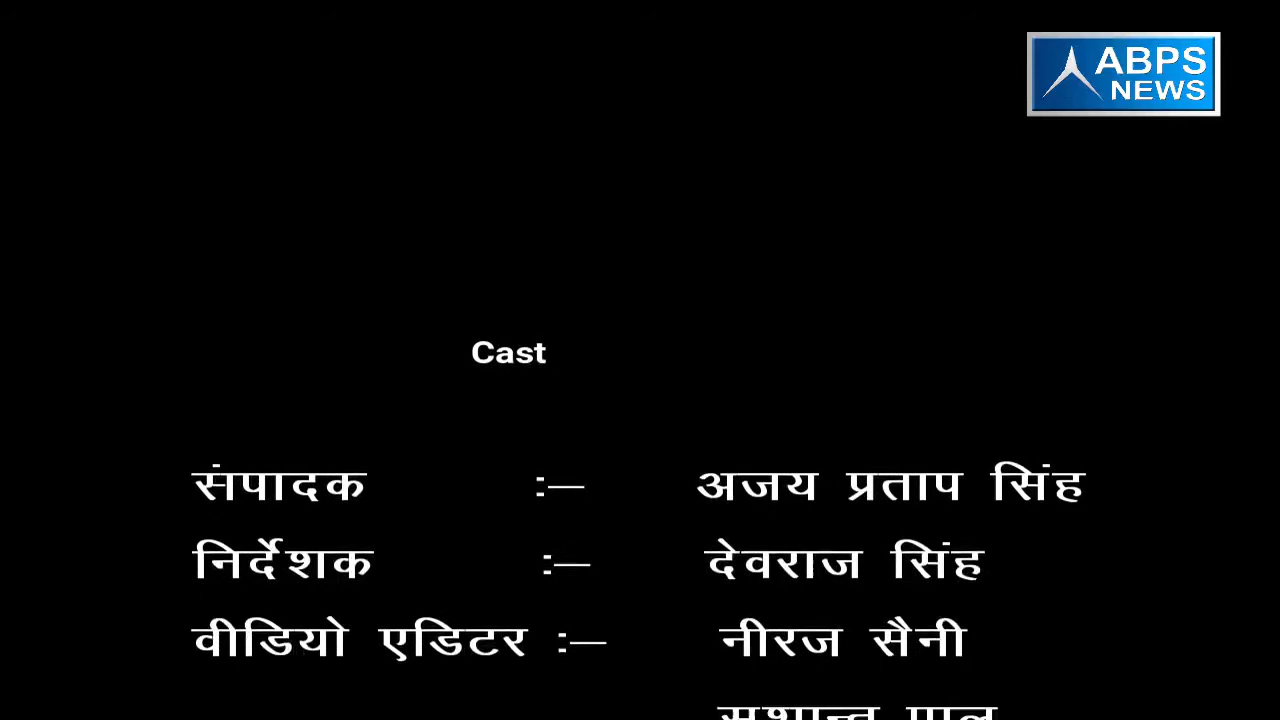 ABPS
NEWS
Cast
संपादक :— अजय प्रताप सिंह
निर्देशक :— देवराज सिंह
वीडियो एडिटर :— नीरज सैनी